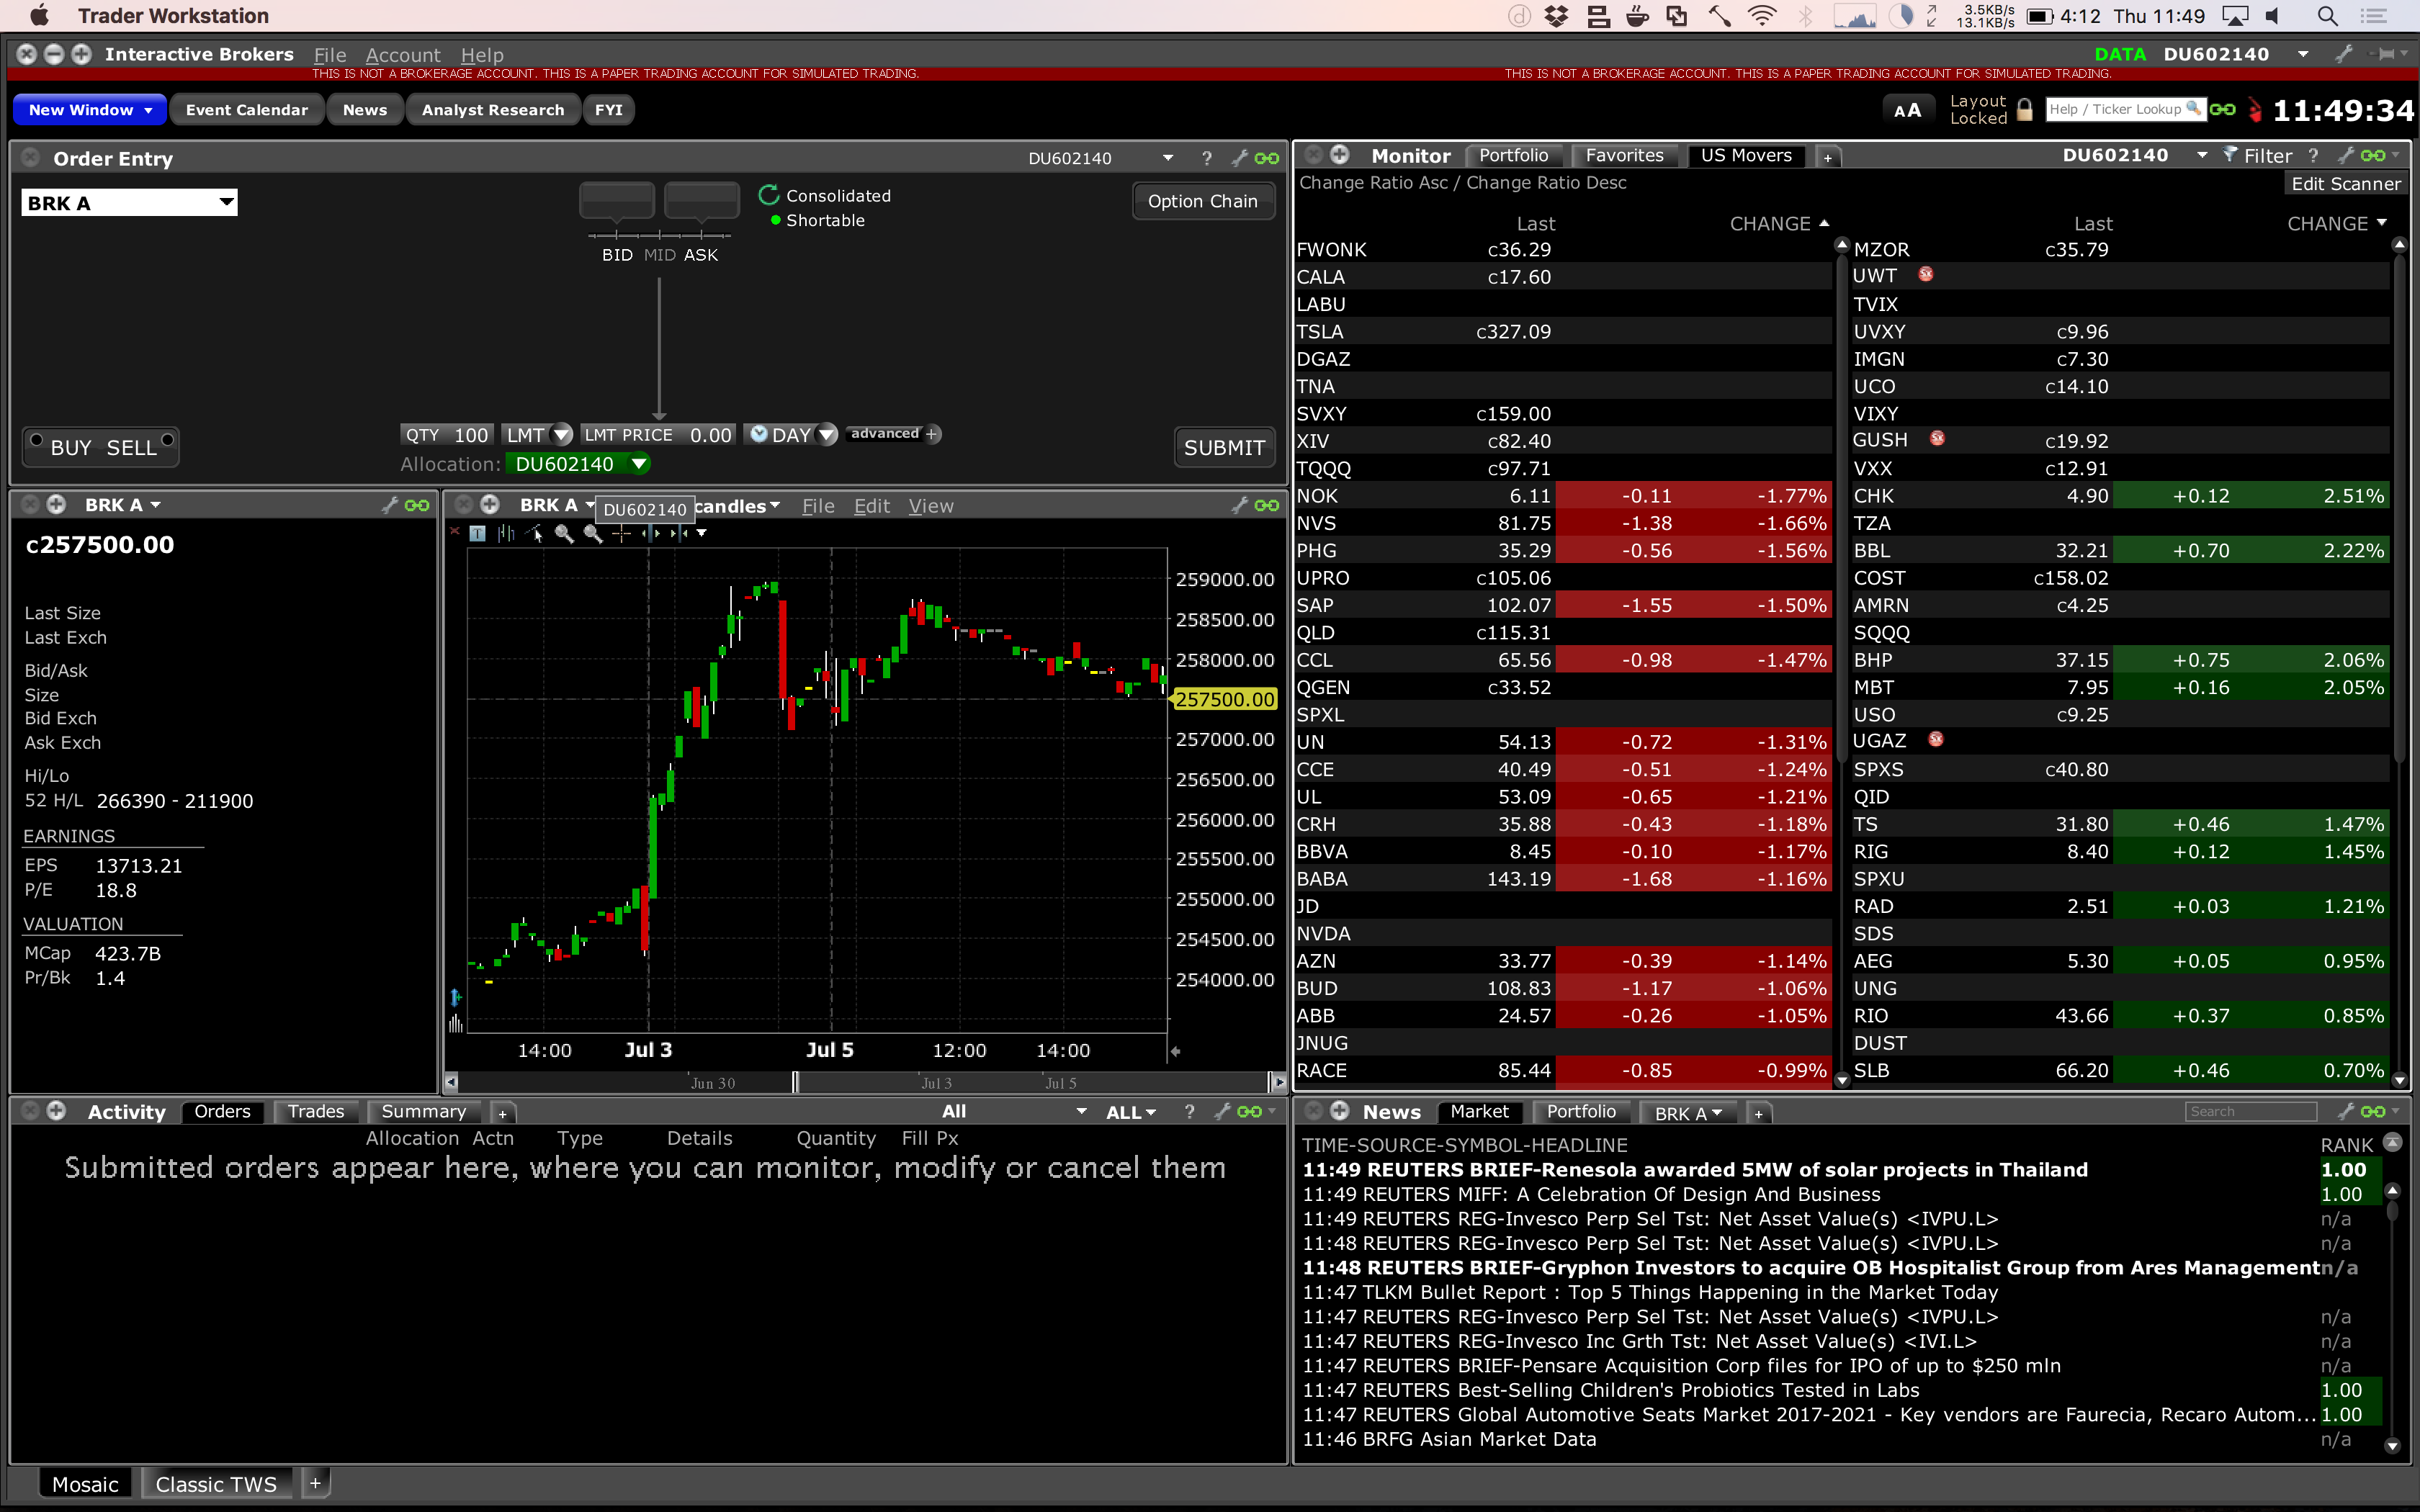 Trader Workstation
3.5KB/s
13.1KB/s
4:12 Thu 11:49
Interactive Brokers File Account Help
DATA DU602140
THIS IS NOT A BROKERAGE ACCOUNT. THIS IS A PAPER TRADING ACCOUNT FOR SIMULATED TRADING.
THIS IS NOT A BROKERAGE ACCOUNT. THIS IS A PAPER TRADING ACCOUNT FOR SIMULATED TRADING.
New Window Event Calendar News Analyst Research FYI
AA Layout Locked Help / Ticker Lookup 11:49:34
Order Entry DU602140 ?
BRK A
Consolidated
Shortable
Option Chain
BID MID ASK
BUY SELL
QTY 100 LMT LMT PRICE 0.00 DAY advanced +
Allocation: DU602140
SUBMIT
BRK A
c257500.00
Last Size
Last Exch
Bid/Ask
Size
Bid Exch
Ask Exch
Hi/Lo
52 H/L 266390 - 211900
EARNINGS
EPS 13713.21
P/E 18.8
VALUATION
MCap 423.7B
Pr/Bk 1.4
BRK A DU602140 candles File Edit View
T
259000.00
258500.00
258000.00
257500.00
257000.00
256500.00
256000.00
255500.00
255000.00
254500.00
254000.00
14:00 Jul 3 Jul 5 12:00 14:00
Jun 30 Jul 3 Jul 5
Monitor Portfolio Favorites US Movers +
DU602140 Filter ?
Change Ratio Asc / Change Ratio Desc
Edit Scanner
Last CHANGE
FWONK c36.29
CALA c17.60
LABU
TSLA c327.09
DGAZ
TNA
SVXY c159.00
XIV c82.40
TQQQ c97.71
NOK 6.11 -0.11 -1.77%
NVS 81.75 -1.38 -1.66%
PHG 35.29 -0.56 -1.56%
UPRO c105.06
SAP 102.07 -1.55 -1.50%
QLD c115.31
CCL 65.56 -0.98 -1.47%
QGEN c33.52
SPXL
UN 54.13 -0.72 -1.31%
CCE 40.49 -0.51 -1.24%
UL 53.09 -0.65 -1.21%
CRH 35.88 -0.43 -1.18%
BBVA 8.45 -0.10 -1.17%
BABA 143.19 -1.68 -1.16%
JD
NVDA
AZN 33.77 -0.39 -1.14%
BUD 108.83 -1.17 -1.06%
ABB 24.57 -0.26 -1.05%
JNUG
RACE 85.44 -0.85 -0.99%
Last CHANGE
MZOR c35.79
UWT
TVIX
UVXY c9.96
IMGN c7.30
UCO c14.10
VIXY
GUSH c19.92
VXX c12.91
CHK 4.90 +0.12 2.51%
TZA
BBL 32.21 +0.70 2.22%
COST c158.02
AMRN c4.25
SQQQ
BHP 37.15 +0.75 2.06%
MBT 7.95 +0.16 2.05%
USO c9.25
UGAZ
SPXS c40.80
QID
TS 31.80 +0.46 1.47%
RIG 8.40 +0.12 1.45%
SPXU
RAD 2.51 +0.03 1.21%
SDS
AEG 5.30 +0.05 0.95%
UNG
RIO 43.66 +0.37 0.85%
DUST
SLB 66.20 +0.46 0.70%
Activity Orders Trades Summary + All ALL ?
Allocation Actn Type Details Quantity Fill Px
Submitted orders appear here, where you can monitor, modify or cancel them
News Market Portfolio BRK A + Search
TIME-SOURCE-SYMBOL-HEADLINE RANK
11:49 REUTERS BRIEF-Renesola awarded 5MW of solar projects in Thailand 1.00
11:49 REUTERS MIFF: A Celebration Of Design And Business 1.00
11:49 REUTERS REG-Invesco Perp Sel Tst: Net Asset Value(s) <IVPU.L> n/a
11:48 REUTERS REG-Invesco Perp Sel Tst: Net Asset Value(s) <IVPU.L> n/a
11:48 REUTERS BRIEF-Gryphon Investors to acquire OB Hospitalist Group from Ares Management n/a
11:47 TLKM Bullet Report : Top 5 Things Happening in the Market Today
11:47 REUTERS REG-Invesco Perp Sel Tst: Net Asset Value(s) <IVPU.L> n/a
11:47 REUTERS REG-Invesco Inc Grth Tst: Net Asset Value(s) <IVI.L> n/a
11:47 REUTERS BRIEF-Pensare Acquisition Corp files for IPO of up to $250 mln n/a
11:47 REUTERS Best-Selling Children's Probiotics Tested in Labs 1.00
11:47 REUTERS Global Automotive Seats Market 2017-2021 - Key vendors are Faurecia, Recaro Autom... 1.00
11:46 BRFG Asian Market Data n/a
Mosaic Classic TWS +